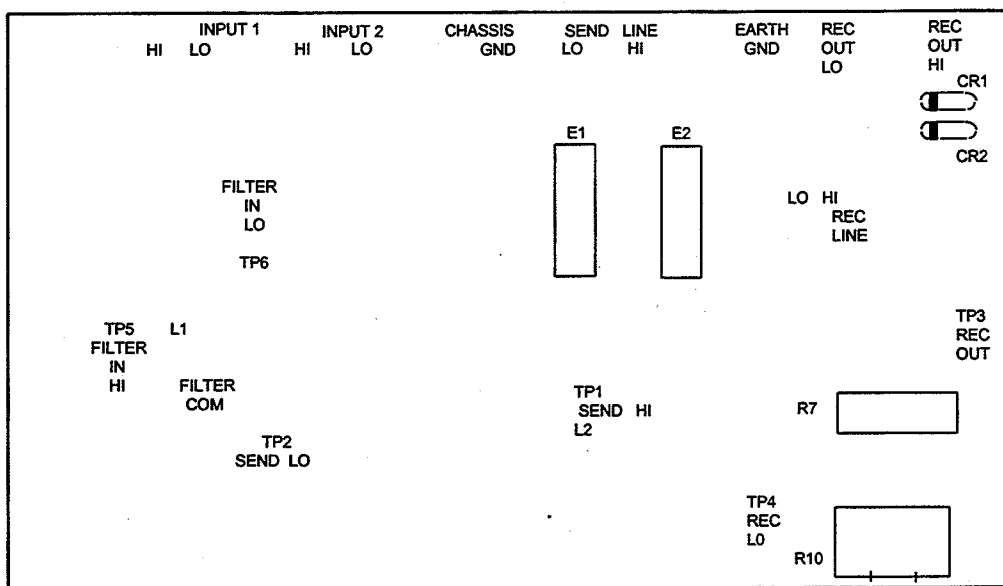 INPUT 1
HI LO
INPUT 2
HI LO
CHASSIS
GND
SEND LINE
LO HI
EARTH
GND
REC
OUT
LO
REC
OUT
HI
CR1
CR2
E1
E2
FILTER
IN
LO
TP6
LO HI
REC
LINE
TP5
FILTER
IN
HI
L1
FILTER
COM
TP2
SEND LO
TP1
SEND HI
L2
TP3
REC
OUT
R7
TP4
REC
L0
R10